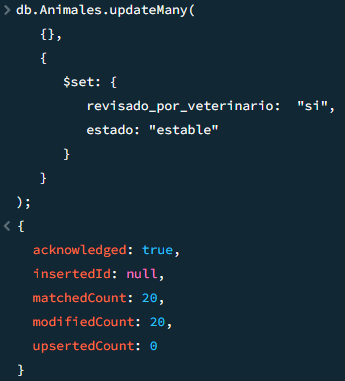 > db.Animales.updateMany(
{},
{
$set: {
revisado_por_veterinario: "si",
estado: "estable"
}
}
);
< {
acknowledged: true,
insertedId: null,
matchedCount: 20,
modifiedCount: 20,
upsertedCount: 0
}